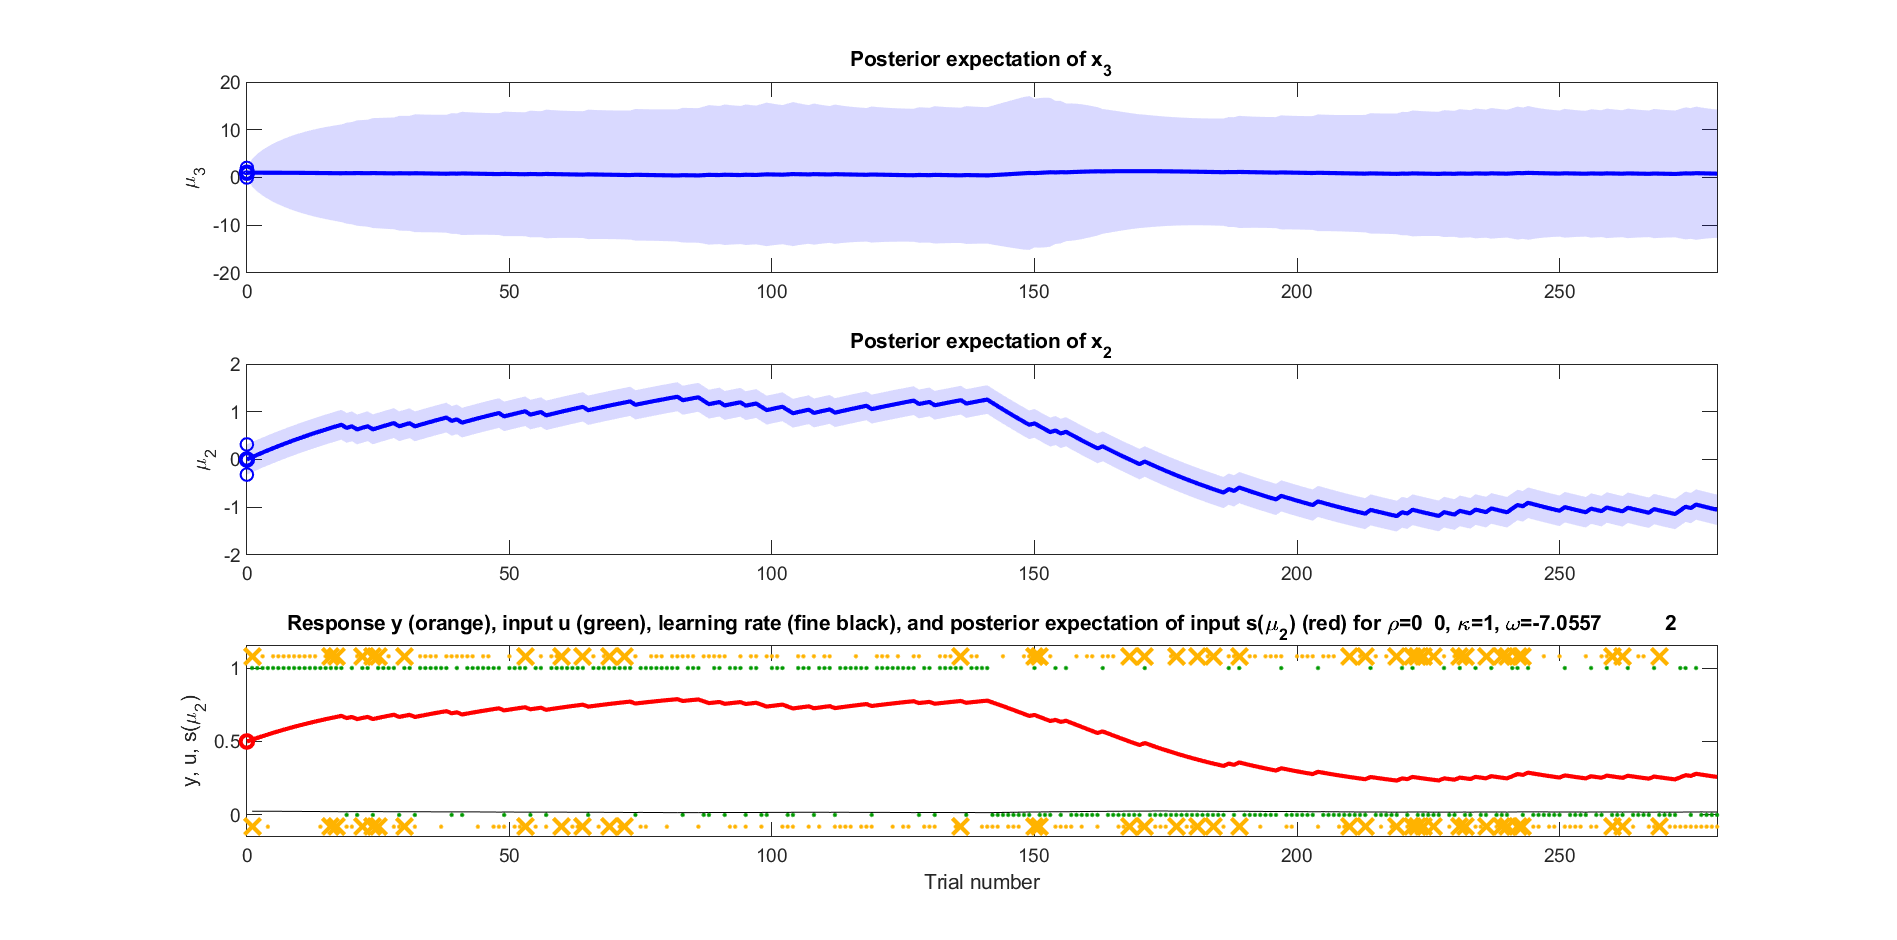 Posterior expectation of x₃
20
10
0
-10
-20
μ₃
0 50 100 150 200 250
Posterior expectation of x₂
2
1
0
-1
-2
μ₂
0 50 100 150 200 250
Response y (orange), input u (green), learning rate (fine black), and posterior expectation of input s(μ₂) (red) for ρ=0 0, κ=1, ω=-7.0557 2
1
0.5
0
y, u, s(μ₂)
0 50 100 150 200 250
Trial number